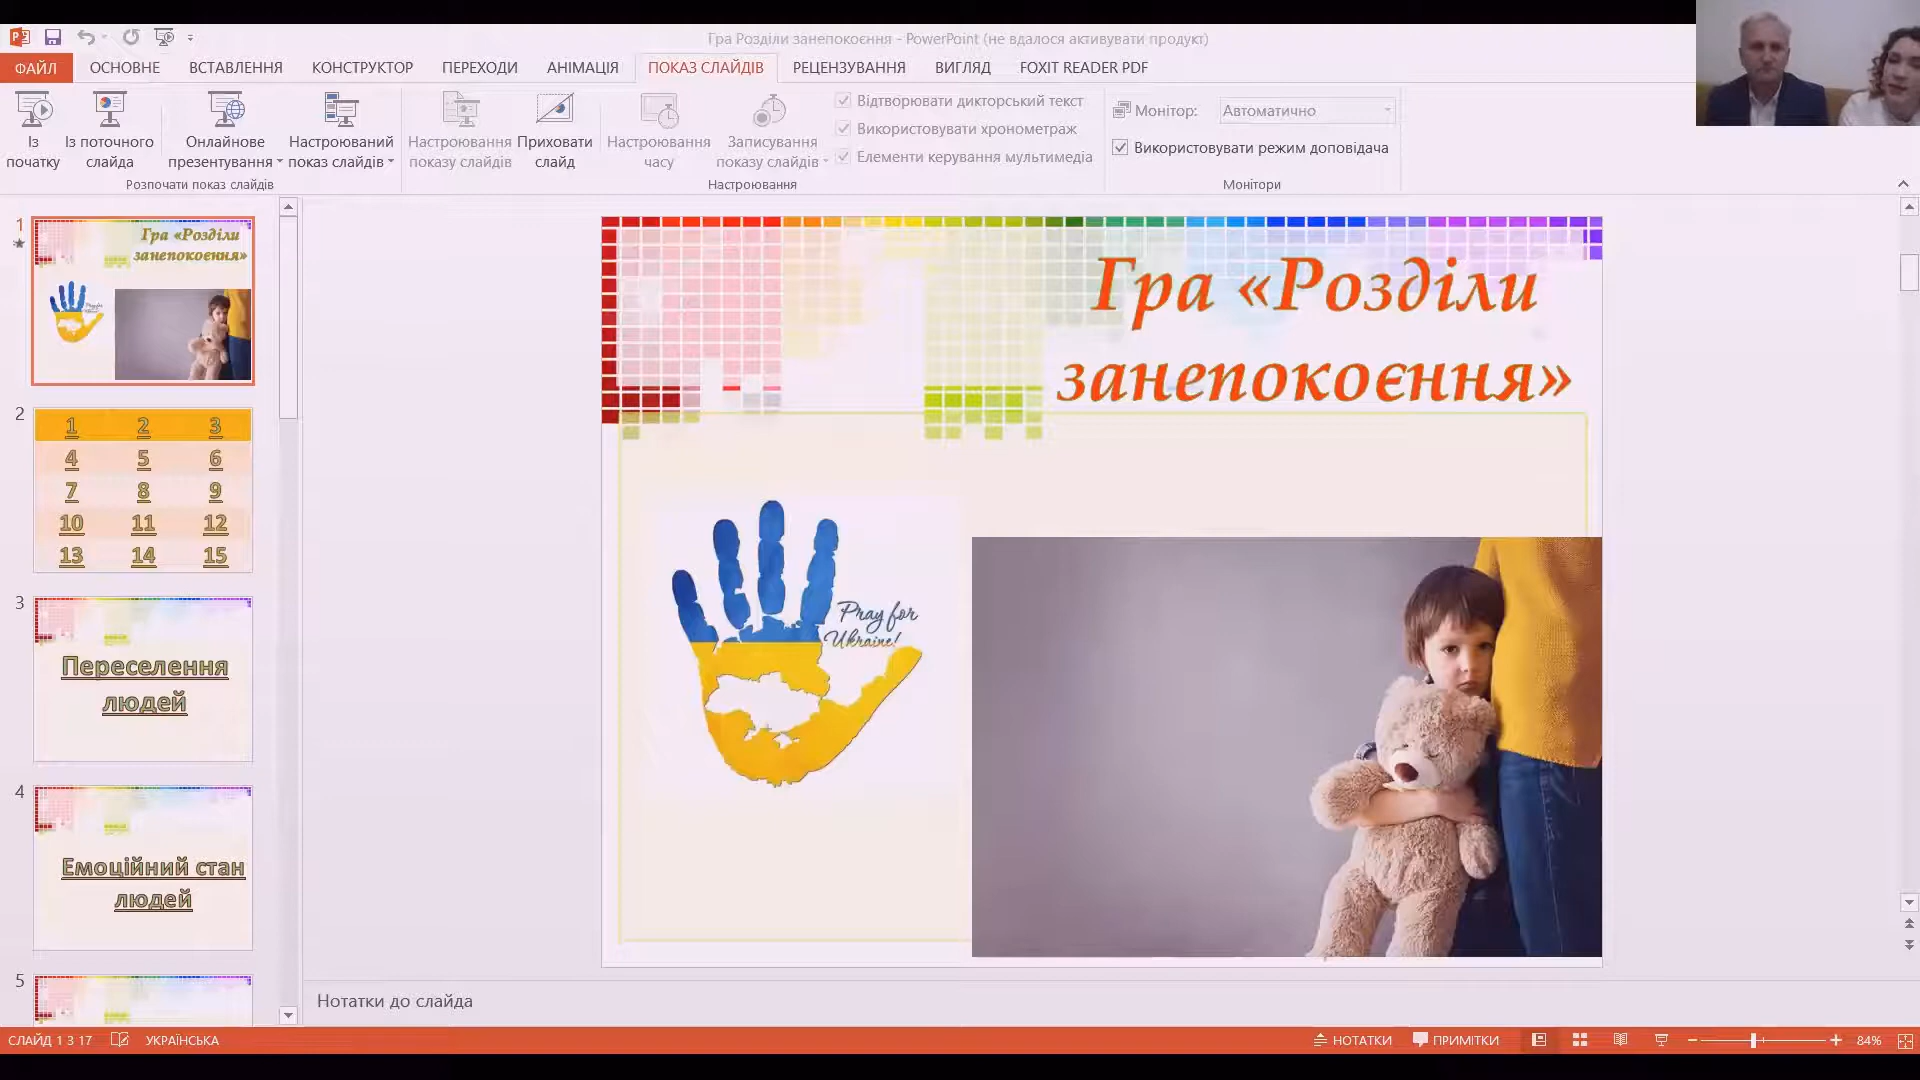 Гра Розділи занепокоєння - PowerPoint (не вдалося активувати продукт)
ФАЙЛ ОСНОВНЕ ВСТАВЛЕННЯ КОНСТРУКТОР ПЕРЕХОДИ АНІМАЦІЯ ПОКАЗ СЛАЙДІВ РЕЦЕНЗУВАННЯ ВИГЛЯД FOXIT READER PDF
Із початку
Із поточного слайда
Онлайнове презентування
Настроюваний показ слайдів
Розпочати показ слайдів
Настроювання показу слайдів
Приховати слайд
Настроювання часу
Записування показу слайдів
Відтворювати дикторський текст
Використовувати хронометраж
Елементи керування мультимедіа
Настроювання
Монітор: Автоматично
Використовувати режим доповідача
Монітори
1
Гра «Розділи
занепокоєння»
2
1 2 3
4 5 6
7 8 9
10 11 12
13 14 15
3
Переселення
людей
4
Емоційний стан
людей
5
Гра «Розділи
занепокоєння»
Pray for
Ukraine!
Нотатки до слайда
СЛАЙД 1 З 17 УКРАЇНСЬКА НОТАТКИ ПРИМІТКИ 84%